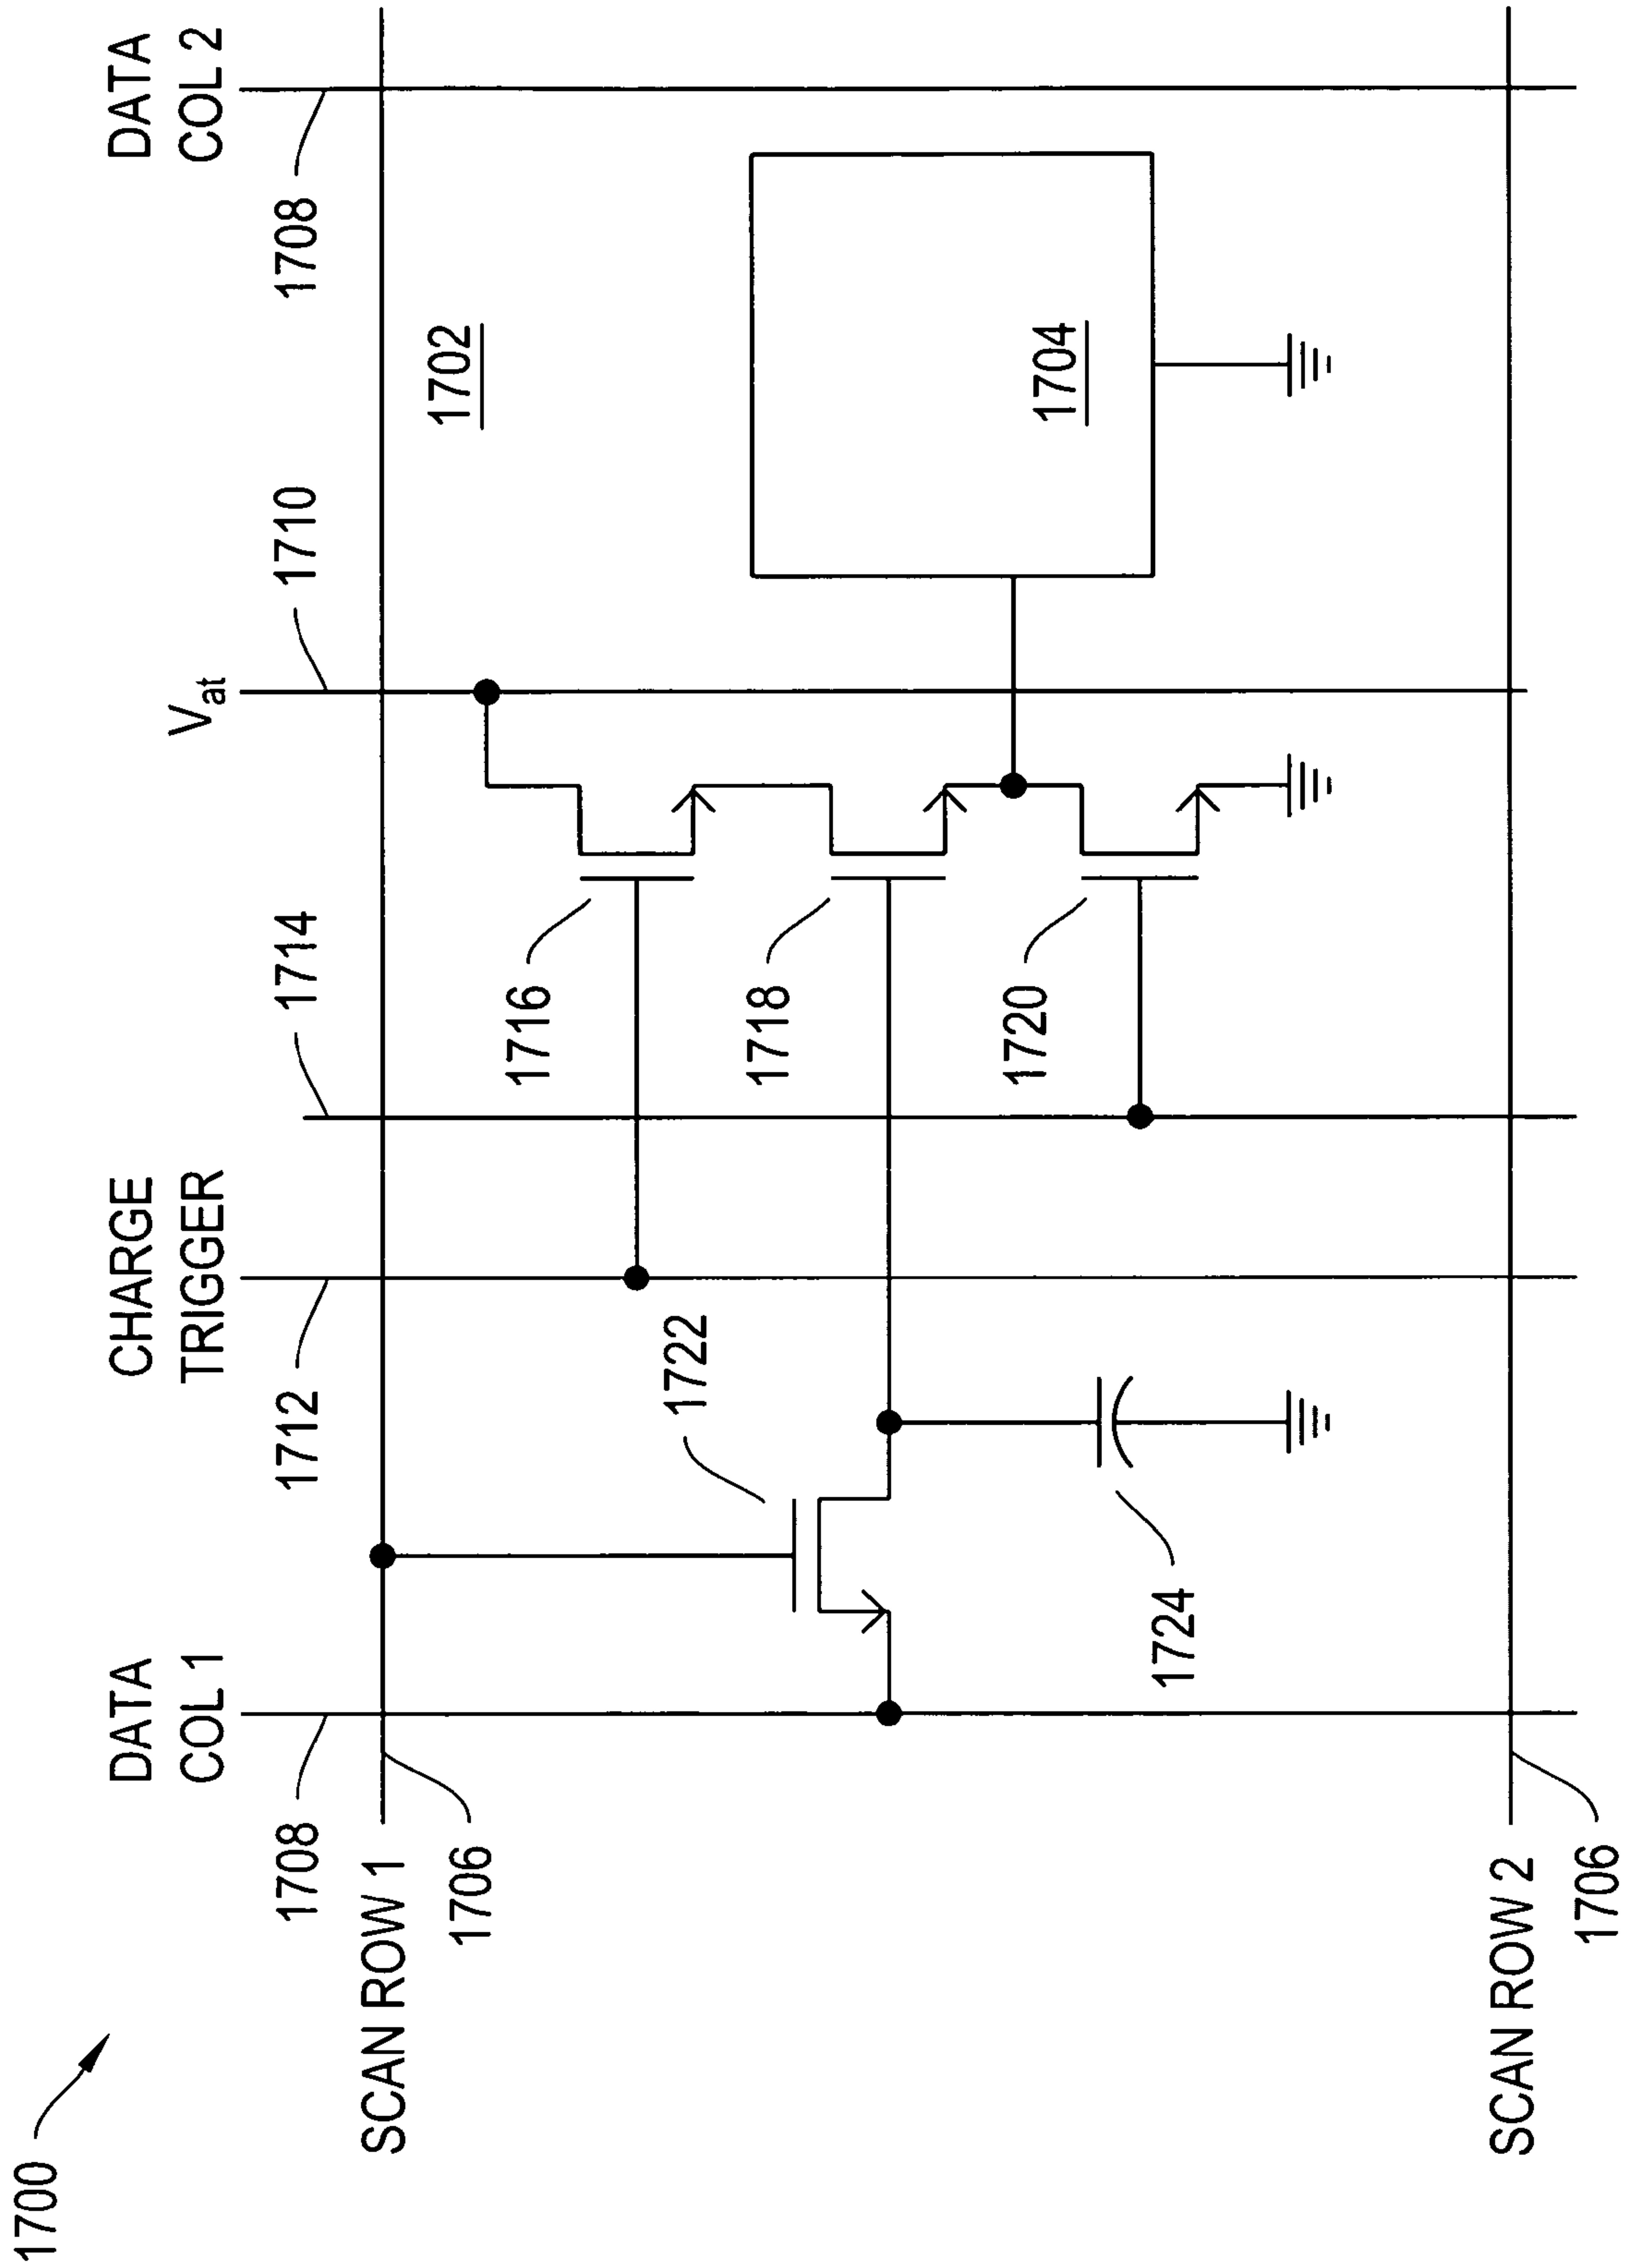 1700
DATA
COL 1
CHARGE
TRIGGER
Vat
DATA
COL 2
1708
1712
1714
1710
1708
SCAN ROW 1
1706
1702
1716
1722
1718
1720
1704
1724
SCAN ROW 2
1706